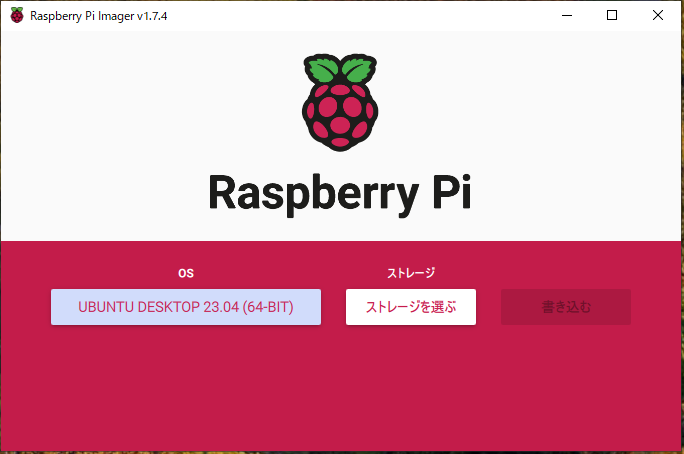 Raspberry Pi Imager v1.7.4
Raspberry Pi
OS
ストレージ
UBUNTU DESKTOP 23.04 (64-BIT)
ストレージを選ぶ
書き込む